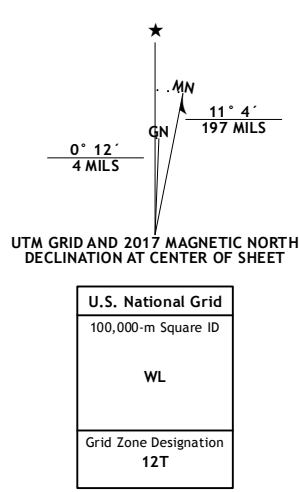 MN
11° 4´
197 MILS
GN
0° 12´
4 MILS
UTM GRID AND 2017 MAGNETIC NORTH
DECLINATION AT CENTER OF SHEET
U.S. National Grid
100,000-m Square ID
WL
Grid Zone Designation
12T